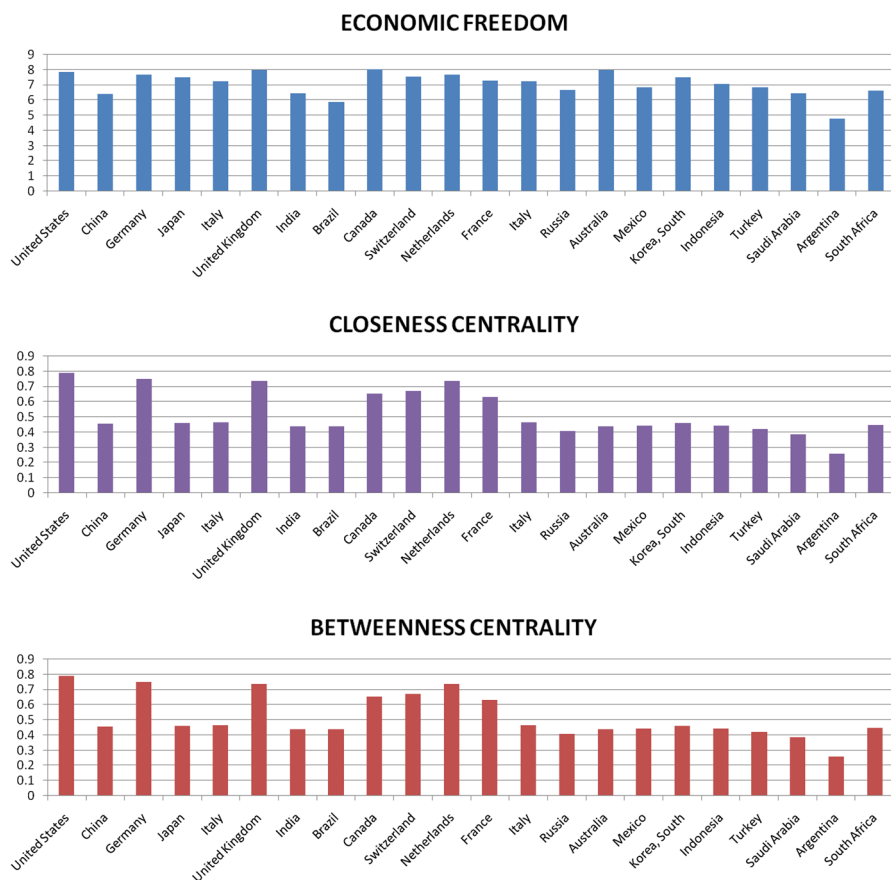 ECONOMIC FREEDOM
9
8
7
6
5
4
3
2
1
0
United States
China
Germany
Japan
Italy
United Kingdom
India
Brazil
Canada
Switzerland
Netherlands
France
Italy
Russia
Australia
Mexico
Korea, South
Indonesia
Turkey
Saudi Arabia
Argentina
South Africa
CLOSENESS CENTRALITY
0.9
0.8
0.7
0.6
0.5
0.4
0.3
0.2
0.1
0
United States
China
Germany
Japan
Italy
United Kingdom
India
Brazil
Canada
Switzerland
Netherlands
France
Italy
Russia
Australia
Mexico
Korea, South
Indonesia
Turkey
Saudi Arabia
Argentina
South Africa
BETWEENNESS CENTRALITY
0.9
0.8
0.7
0.6
0.5
0.4
0.3
0.2
0.1
0
United States
China
Germany
Japan
Italy
United Kingdom
India
Brazil
Canada
Switzerland
Netherlands
France
Italy
Russia
Australia
Mexico
Korea, South
Indonesia
Turkey
Saudi Arabia
Argentina
South Africa